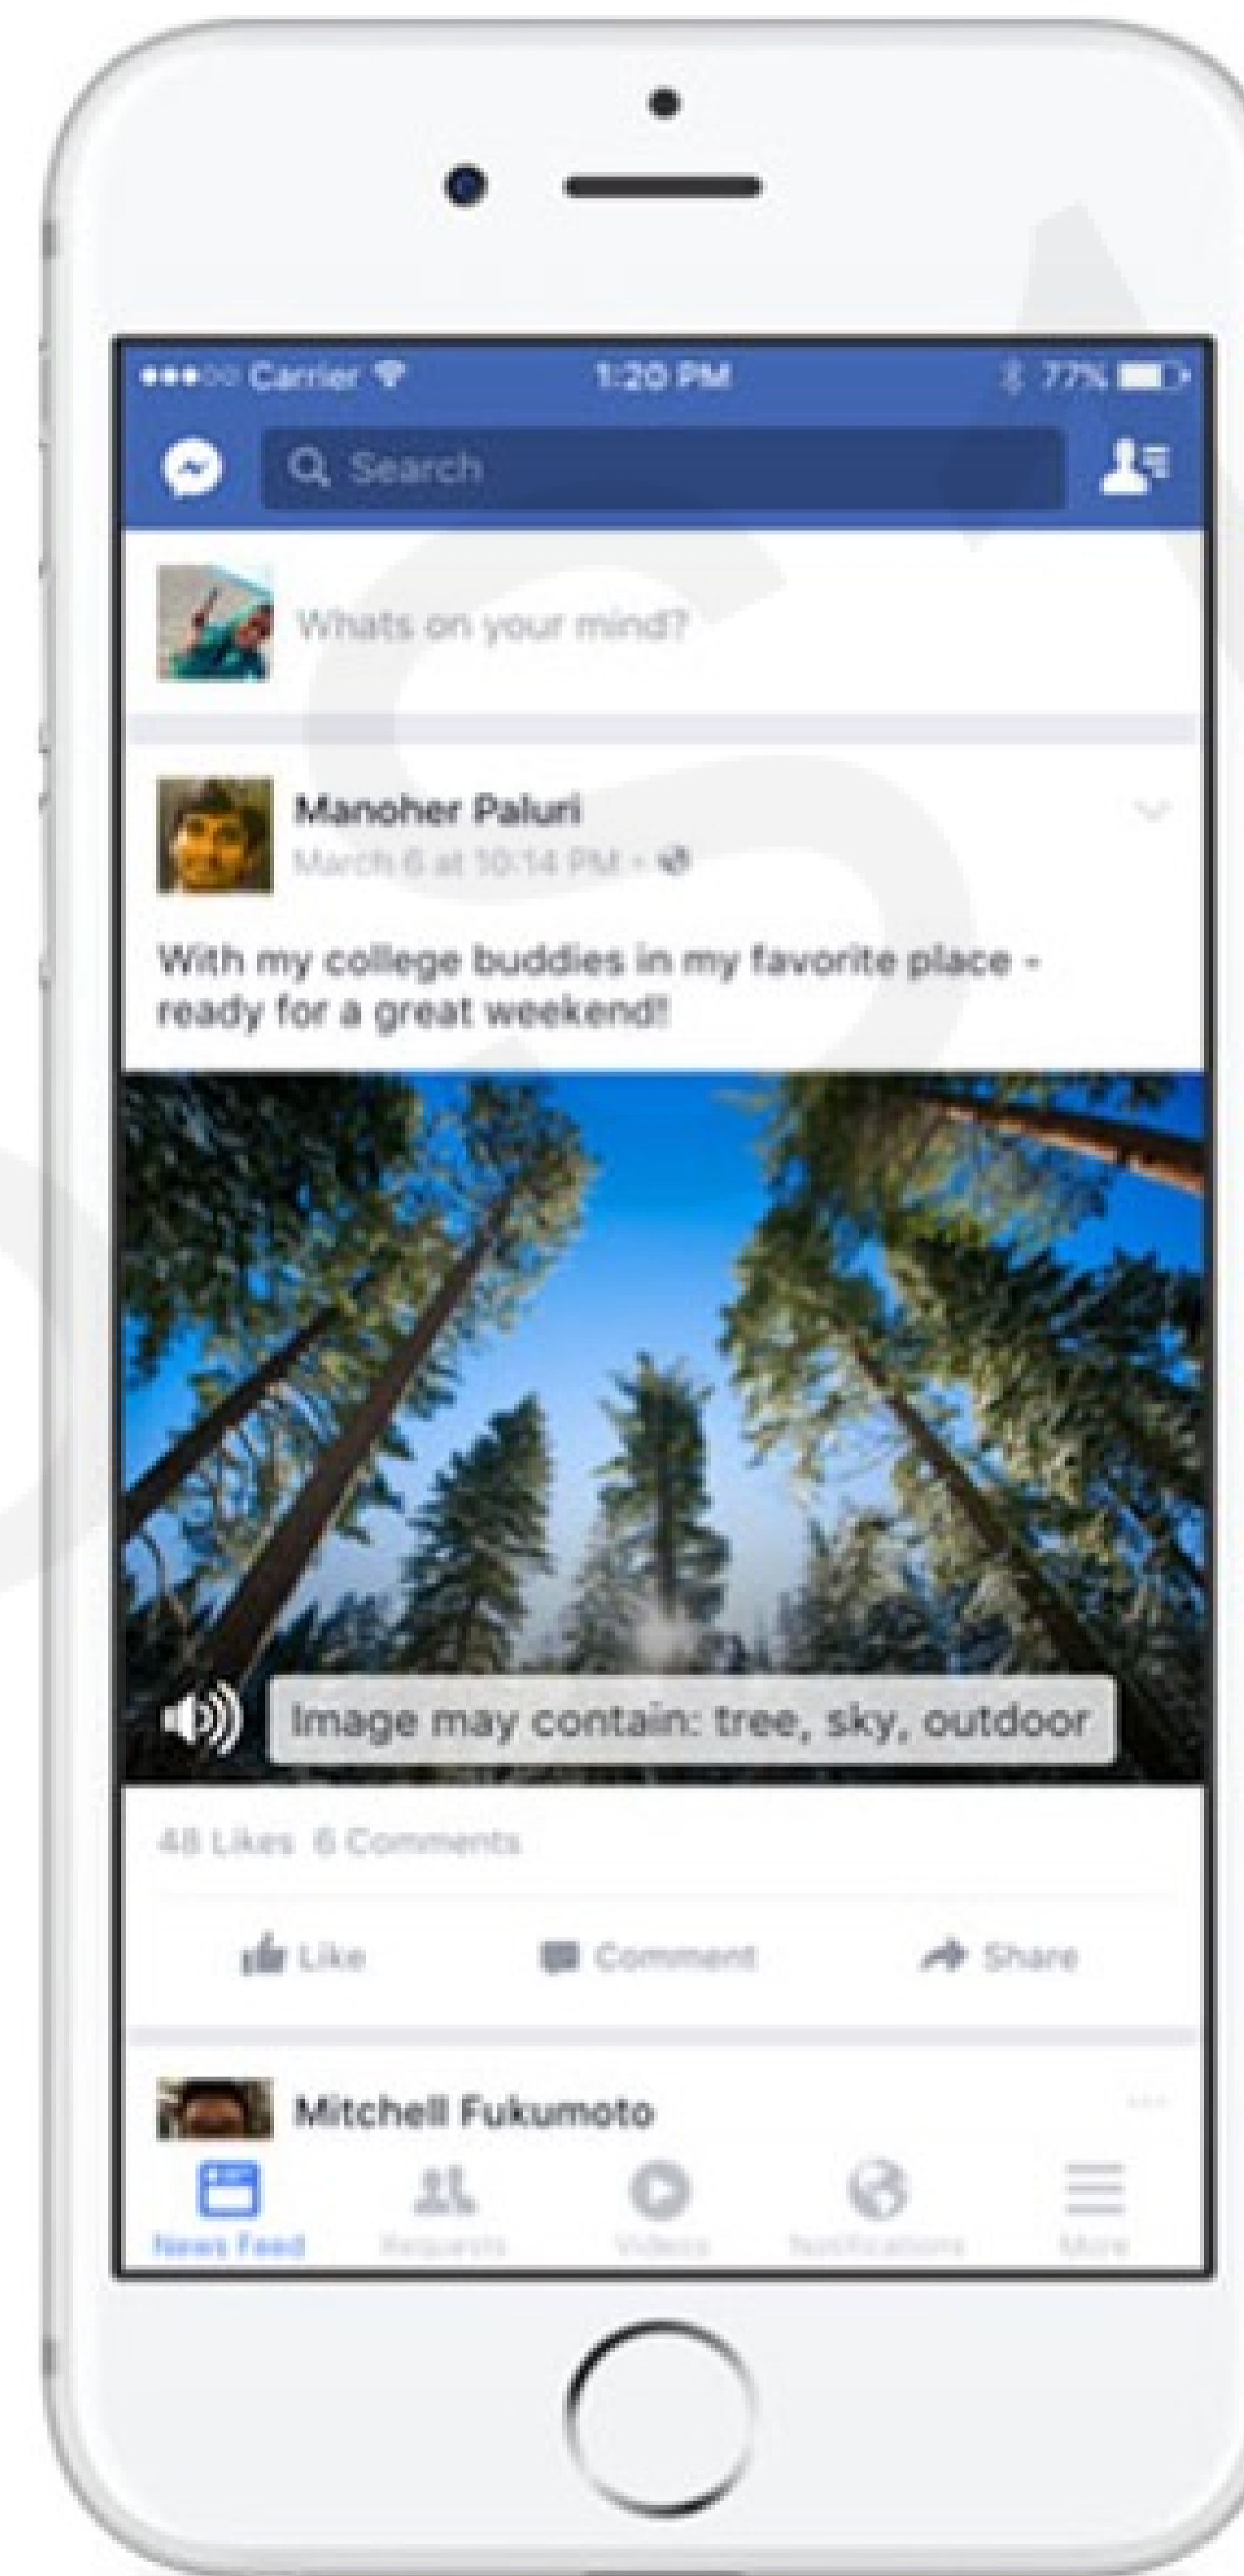 Carrier 1:20 PM 77%
Search
Whats on your mind?
Manoher Paluri
March 6 at 10:14 PM
With my college buddies in my favorite place -
ready for a great weekend!
Image may contain: tree, sky, outdoor
48 Likes 6 Comments
Like Comment Share
Mitchell Fukumoto
News Feed Requests Videos Notifications More